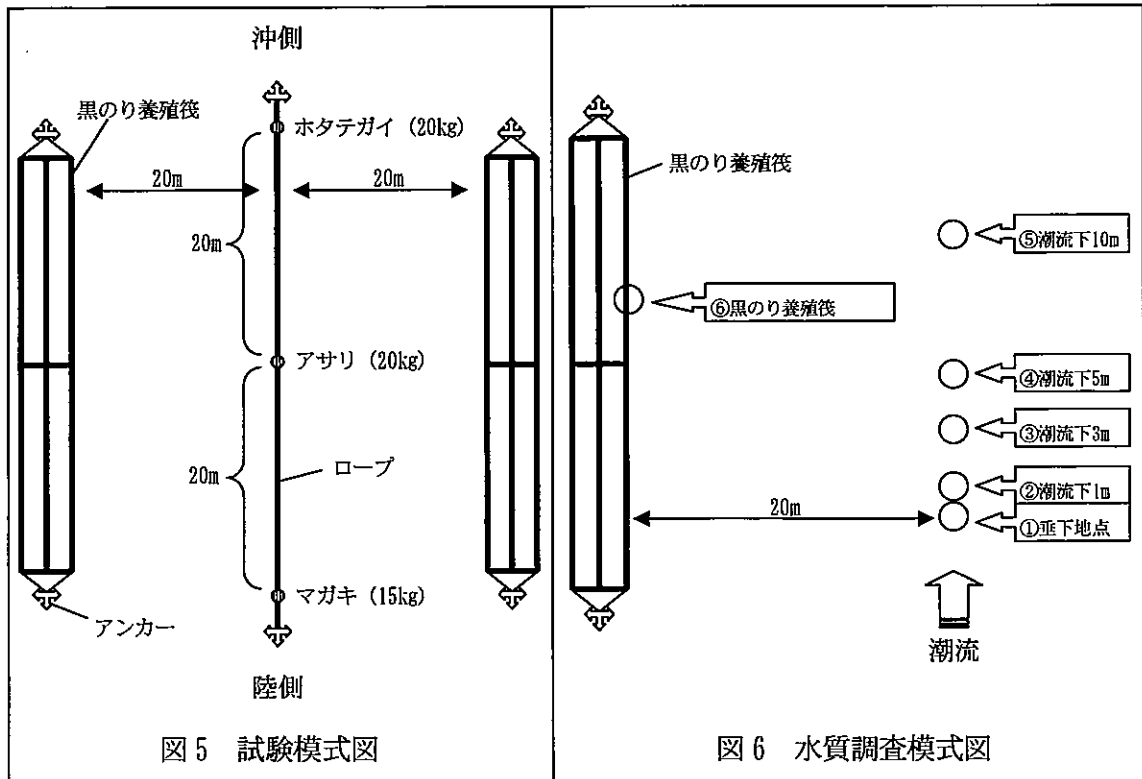 沖側
黒のり養殖筏
ホタテガイ (20kg)
20m
20m
20m
アサリ (20kg)
20m
ロープ
マガキ (15kg)
アンカー
陸側
図5 試験模式図
黒のり養殖筏
⑤潮流下10m
⑥黒のり養殖筏
④潮流下5m
③潮流下3m
②潮流下1m
20m
①垂下地点
潮流
図6 水質調査模式図